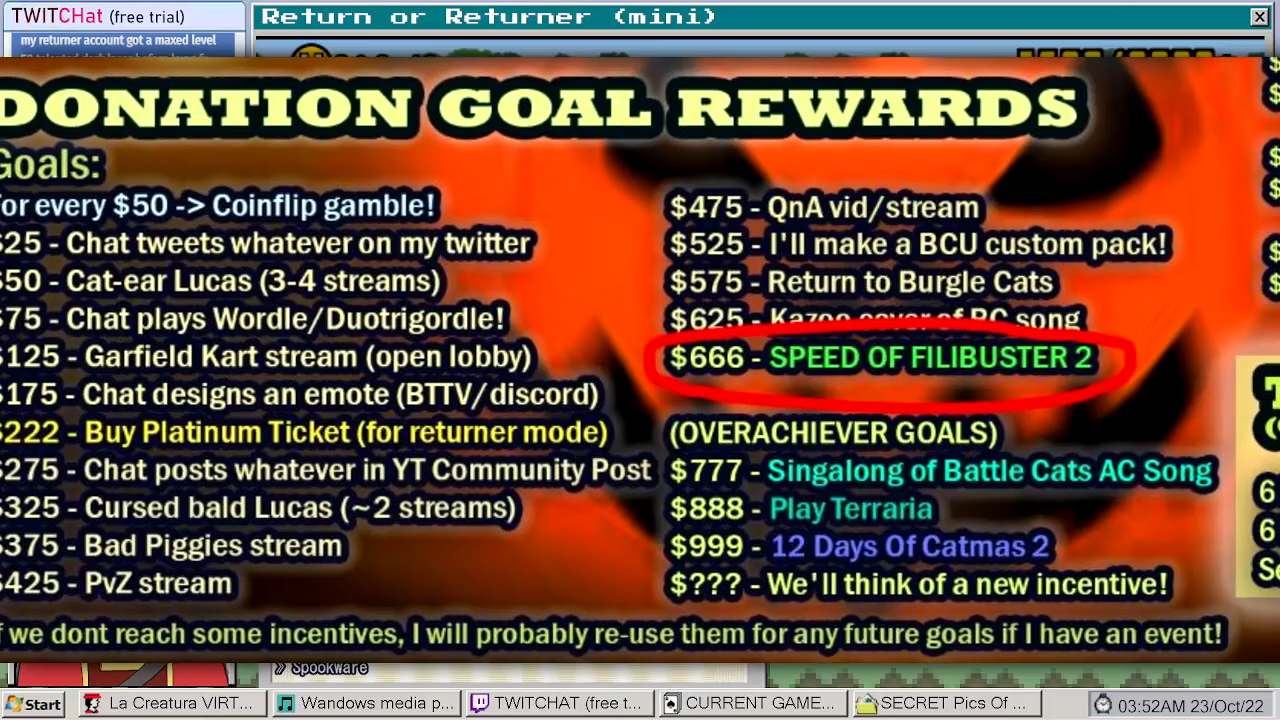 TWITCHat (free trial)
Return or Returner (mini)
my returner account got a maxed level
DONATION GOAL REWARDS
Goals:
For every $50 -> Coinflip gamble!
$25 - Chat tweets whatever on my twitter
$50 - Cat-ear Lucas (3-4 streams)
$75 - Chat plays Wordle/Duotrigordle!
$125 - Garfield Kart stream (open lobby)
$175 - Chat designs an emote (BTTV/discord)
$222 - Buy Platinum Ticket (for returner mode)
$275 - Chat posts whatever in YT Community Post
$325 - Cursed bald Lucas (~2 streams)
$375 - Bad Piggies stream
$425 - PvZ stream
$475 - QnA vid/stream
$525 - I'll make a BCU custom pack!
$575 - Return to Burgle Cats
$625 - Kazoo cover of BC song
$666 - SPEED OF FILIBUSTER 2
(OVERACHIEVER GOALS)
$777 - Singalong of Battle Cats AC Song
$888 - Play Terraria
$999 - 12 Days Of Catmas 2
$??? - We'll think of a new incentive!
If we dont reach some incentives, I will probably re-use them for any future goals if I have an event!
» Spookware
Start
La Creatura VIPT...
Wandows media p...
TWITCHAT (free t...
CURRENT GAME...
SECRET Pics Of ...
03:52AM 23/Oct/22